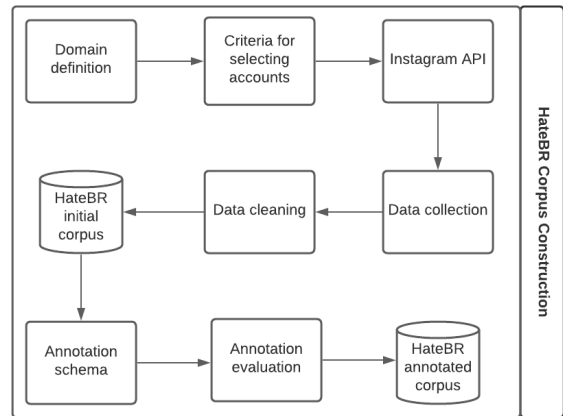 Domain
definition
Criteria for
selecting
accounts
Instagram API
HateBR
initial
corpus
Data cleaning
Data collection
Annotation
schema
Annotation
evaluation
HateBR
annotated
corpus
HateBR Corpus Construction